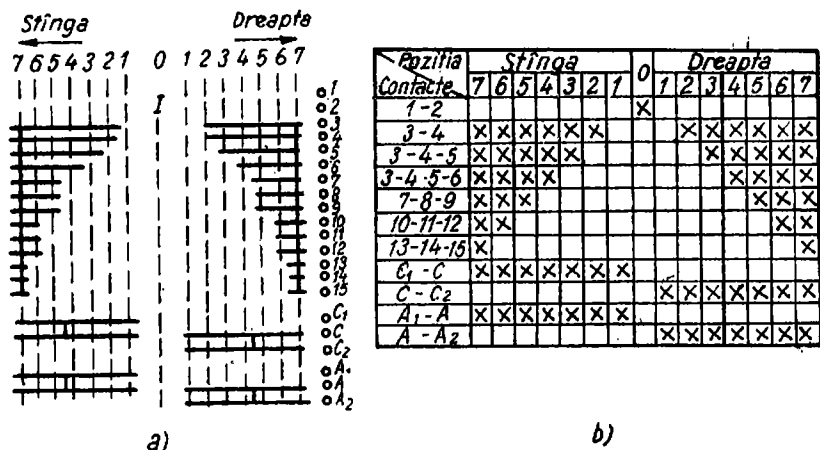 Stînga
Dreapta
7 6 5 4 3 2 1 0 1 2 3 4 5 6 7
I
1
2
3
4
5
6
7
8
9
10
11
12
13
14
15
C1
C
C2
A
A2
a)
Poziția Stînga 0 Dreapta
Contacte 7 6 5 4 3 2 1 1 2 3 4 5 6 7
1-2 X
3-4 X X X X X X X X X X X X
3-4-5 X X X X X X X X X X
3-4-5-6 X X X X X X X X
7-8-9 X X X X X X
10-11-12 X X X X
13-14-15 X X
C1-C X X X X X X X
C-C2 X X X X X X X
A1-A X X X X X X X
A-A2 X X X X X X X
b)